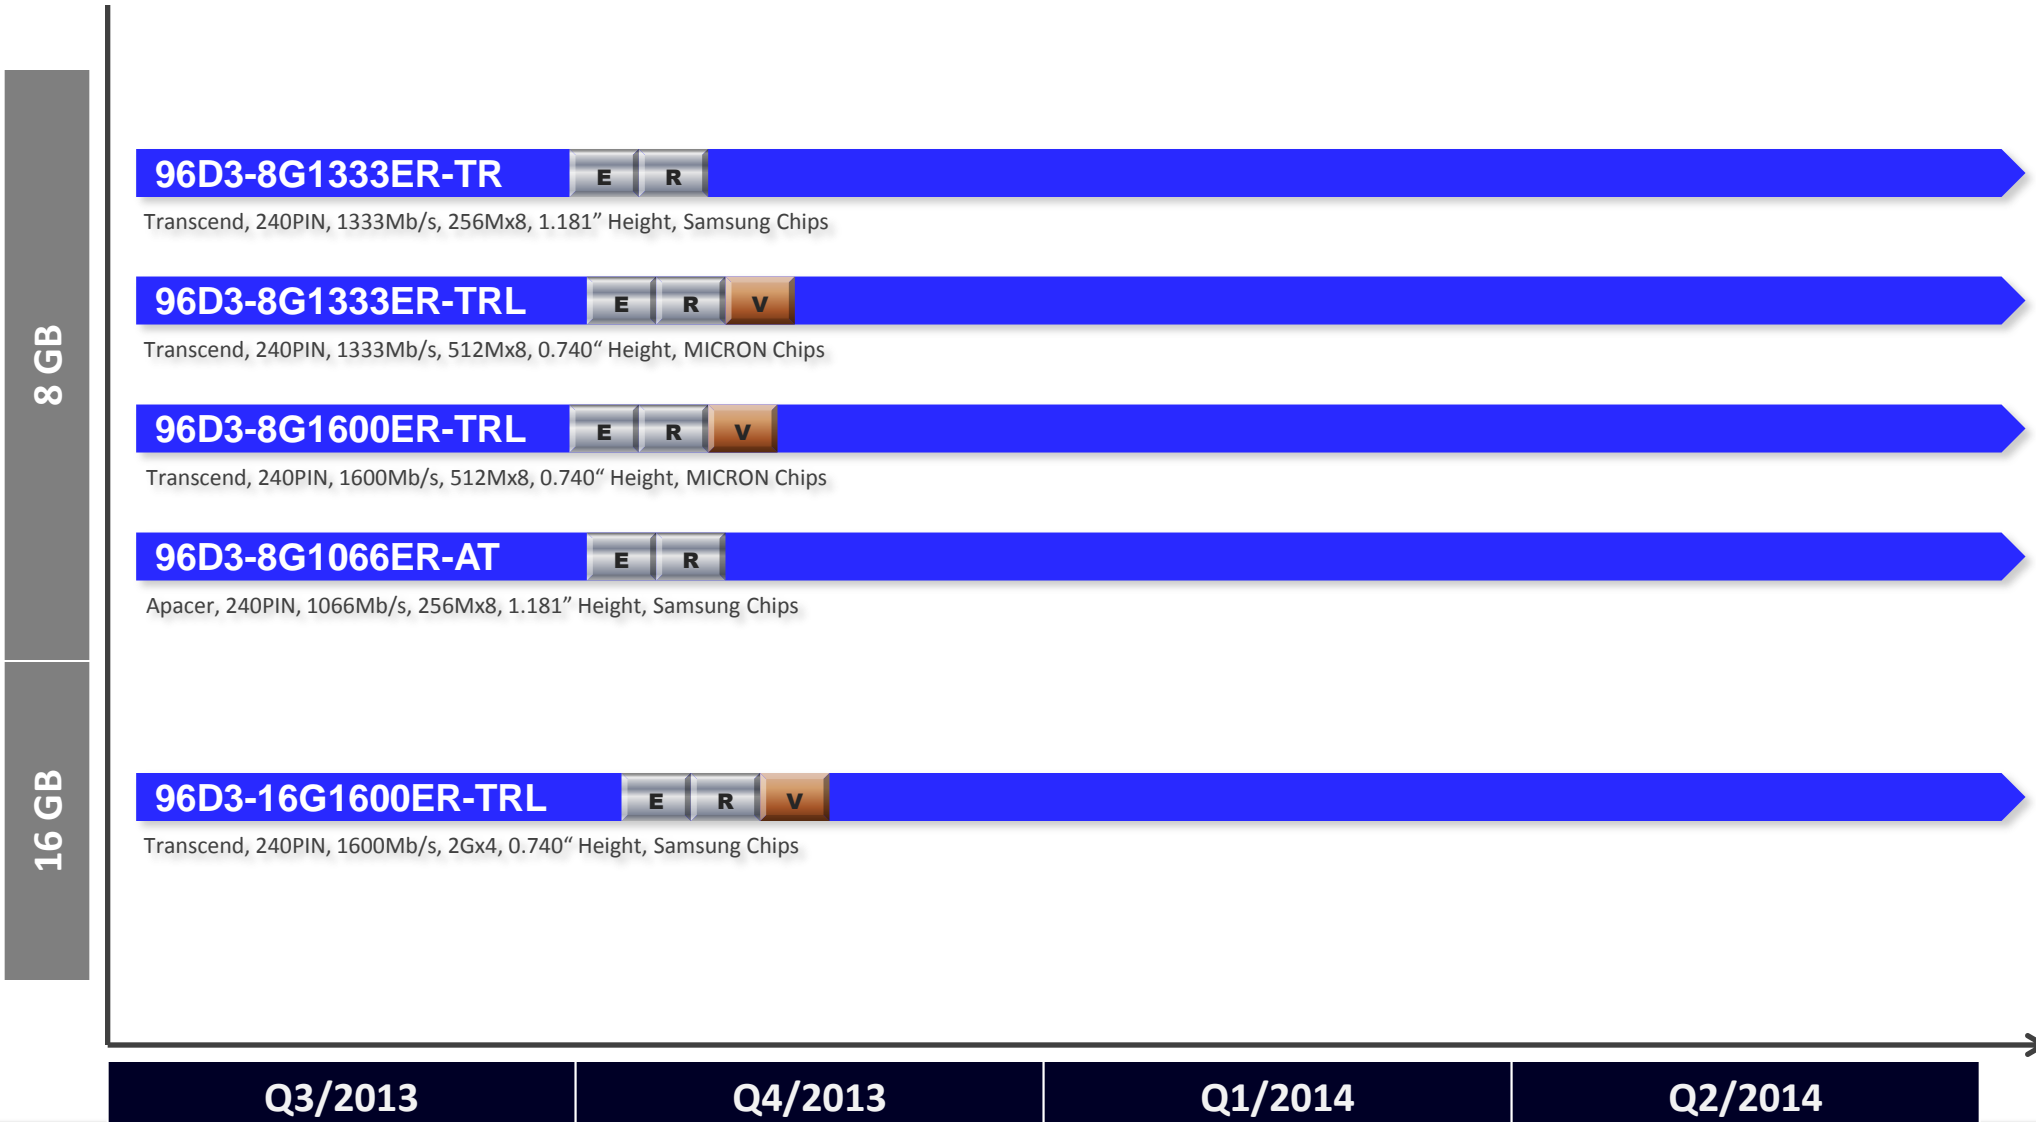 8 GB
96D3-8G1333ER-TR E R
Transcend, 240PIN, 1333Mb/s, 256Mx8, 1.181” Height, Samsung Chips
96D3-8G1333ER-TRL E R V
Transcend, 240PIN, 1333Mb/s, 512Mx8, 0.740“ Height, MICRON Chips
96D3-8G1600ER-TRL E R V
Transcend, 240PIN, 1600Mb/s, 512Mx8, 0.740“ Height, MICRON Chips
96D3-8G1066ER-AT E R
Apacer, 240PIN, 1066Mb/s, 256Mx8, 1.181” Height, Samsung Chips
16 GB
96D3-16G1600ER-TRL E R V
Transcend, 240PIN, 1600Mb/s, 2Gx4, 0.740“ Height, Samsung Chips
Q3/2013 Q4/2013 Q1/2014 Q2/2014